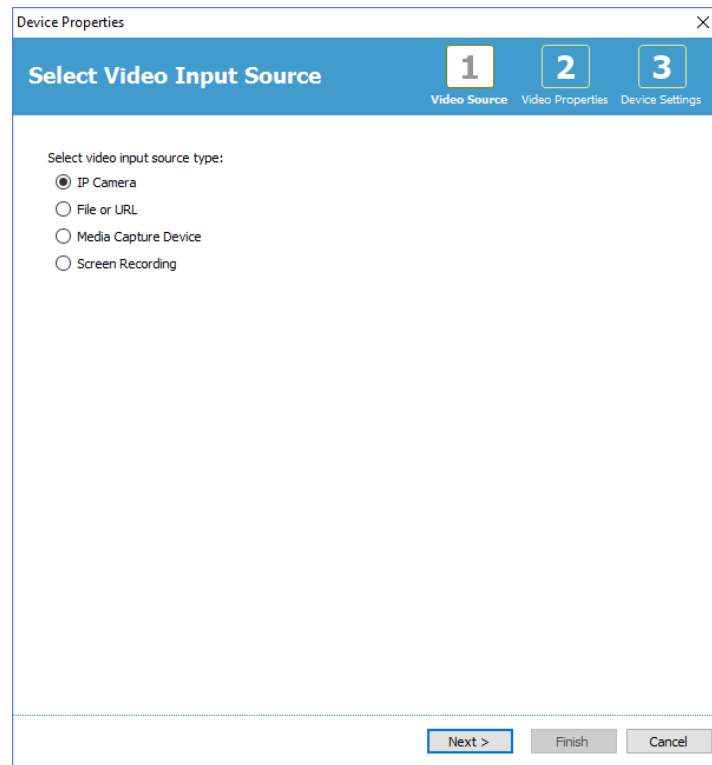 Device Properties
Select Video Input Source
1 2 3
Video Source Video Properties Device Settings
Select video input source type:
IP Camera
File or URL
Media Capture Device
Screen Recording
Next > Finish Cancel